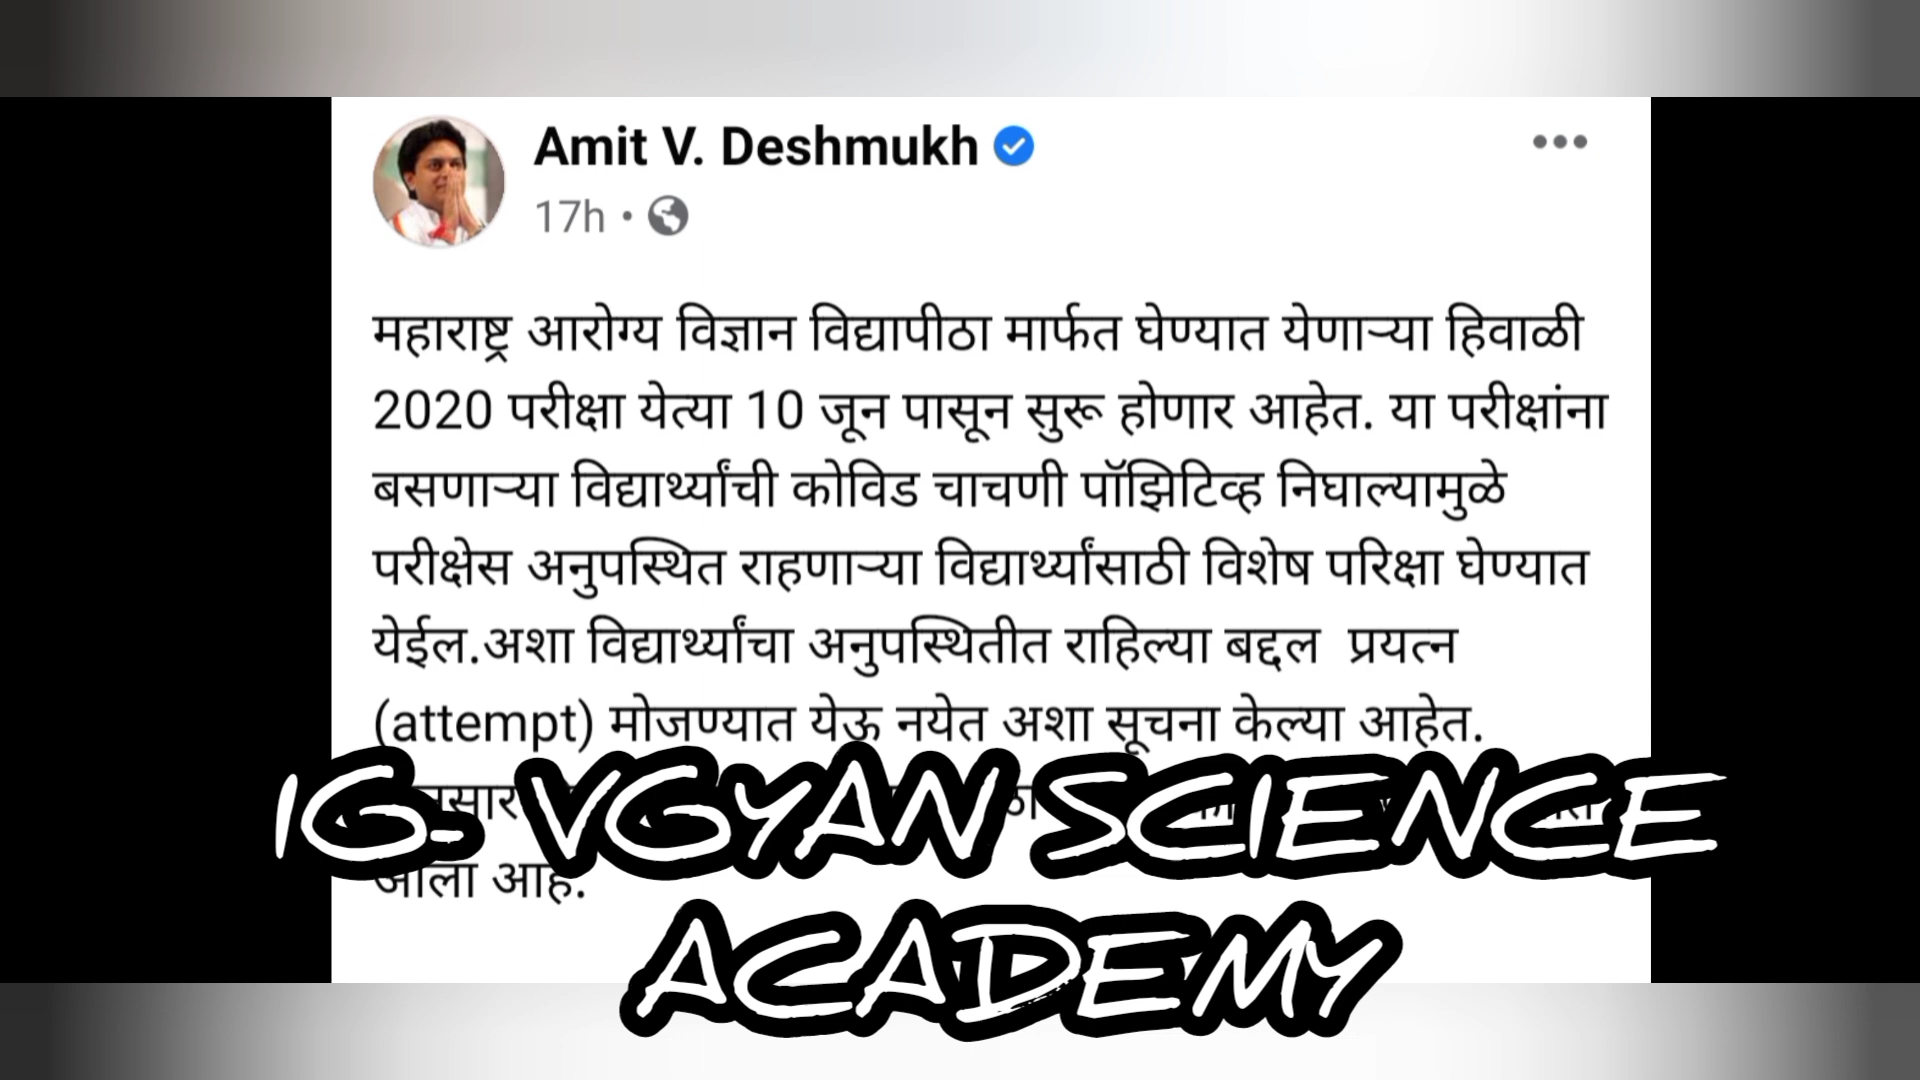 Amit V. Deshmukh
17h •
महाराष्ट्र आरोग्य विज्ञान विद्यापीठा मार्फत घेण्यात येणाऱ्या हिवाळी
2020 परीक्षा येत्या 10 जून पासून सुरू होणार आहेत. या परीक्षांना
बसणाऱ्या विद्यार्थ्यांची कोविड चाचणी पॉझिटिव्ह निघाल्यामुळे
परीक्षेस अनुपस्थित राहणाऱ्या विद्यार्थ्यांसाठी विशेष परिक्षा घेण्यात
येईल.अशा विद्यार्थ्यांचा अनुपस्थितीत राहिल्या बद्दल प्रयत्न
(attempt) मोजण्यात येऊ नयेत अशा सूचना केल्या आहेत.
आहे.
IG:- VGYAN SCIENCE
ACADEMY